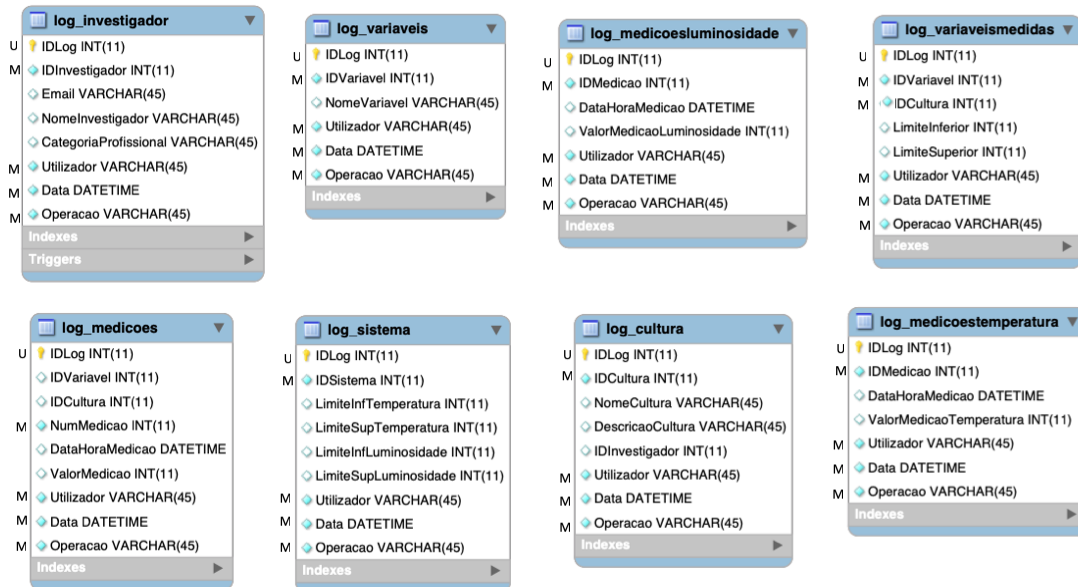 log_investigador
U IDLog INT(11)
M IDInvestigador INT(11)
Email VARCHAR(45)
NomeInvestigador VARCHAR(45)
CategoriaProfissional VARCHAR(45)
M Utilizador VARCHAR(45)
M Data DATETIME
M Operacao VARCHAR(45)
Indexes
Triggers
log_variaveis
U IDLog INT(11)
M IDVariavel INT(11)
NomeVariavel VARCHAR(45)
M Utilizador VARCHAR(45)
M Data DATETIME
M Operacao VARCHAR(45)
Indexes
log_medicoesluminosidade
U IDLog INT(11)
M IDMedicao INT(11)
DataHoraMedicao DATETIME
ValorMedicaoLuminosidade INT(11)
M Utilizador VARCHAR(45)
M Data DATETIME
M Operacao VARCHAR(45)
Indexes
log_variaveismedidas
U IDLog INT(11)
M IDVariavel INT(11)
M IDCultura INT(11)
LimiteInferior INT(11)
LimiteSuperior INT(11)
M Utilizador VARCHAR(45)
M Data DATETIME
M Operacao VARCHAR(45)
Indexes
log_medicoes
U IDLog INT(11)
IDVariavel INT(11)
IDCultura INT(11)
M NumMedicao INT(11)
DataHoraMedicao DATETIME
ValorMedicao INT(11)
M Utilizador VARCHAR(45)
M Data DATETIME
M Operacao VARCHAR(45)
Indexes
log_sistema
U IDLog INT(11)
M IDSistema INT(11)
LimiteInfTemperatura INT(11)
LimiteSupTemperatura INT(11)
LimiteInfLuminosidade INT(11)
LimiteSupLuminosidade INT(11)
M Utilizador VARCHAR(45)
M Data DATETIME
M Operacao VARCHAR(45)
Indexes
log_cultura
U IDLog INT(11)
M IDCultura INT(11)
NomeCultura VARCHAR(45)
DescricaoCultura VARCHAR(45)
IDInvestigador INT(11)
M Utilizador VARCHAR(45)
M Data DATETIME
M Operacao VARCHAR(45)
Indexes
log_medicoestemperatura
U IDLog INT(11)
M IDMedicao INT(11)
DataHoraMedicao DATETIME
ValorMedicaoTemperatura INT(11)
M Utilizador VARCHAR(45)
M Data DATETIME
M Operacao VARCHAR(45)
Indexes